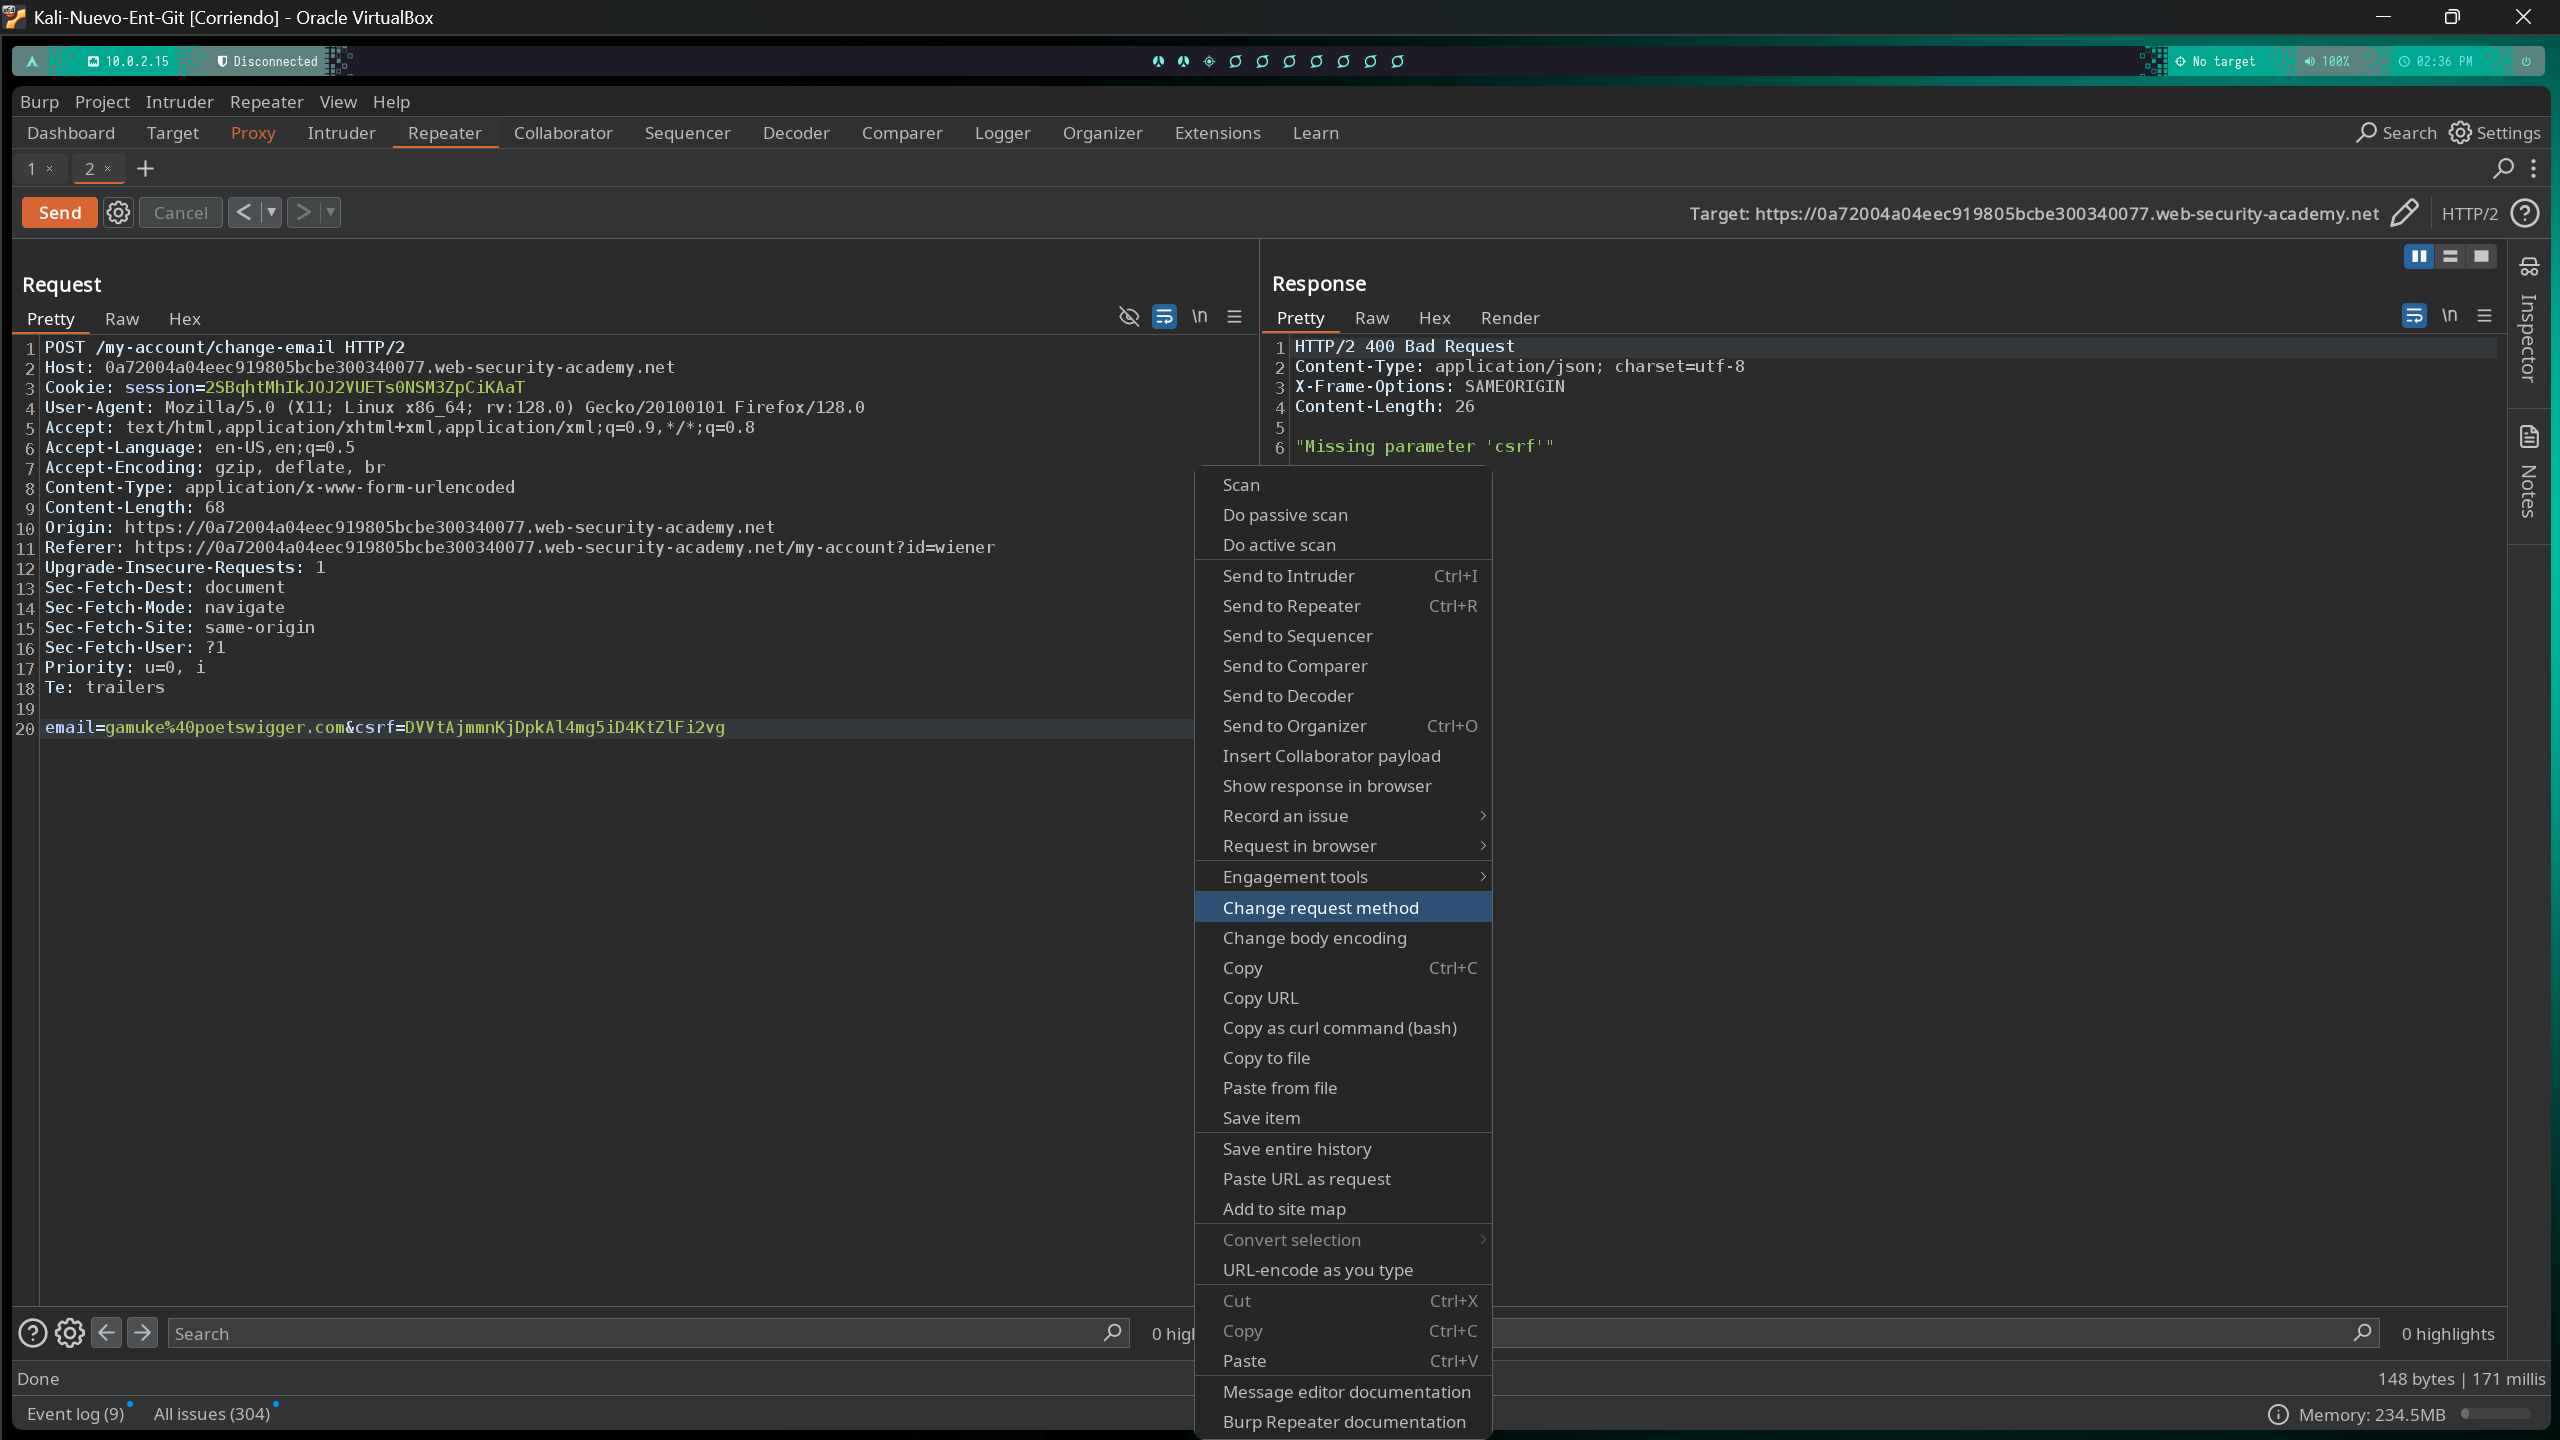 Kali-Nuevo-Ent-Git [Corriendo] - Oracle VirtualBox
10.0.2.15 Disconnected No target 100% 02:36 PM
Burp Project Intruder Repeater View Help
Dashboard Target Proxy Intruder Repeater Collaborator Sequencer Decoder Comparer Logger Organizer Extensions Learn Search Settings
1 × 2 × +
Send Cancel < > Target: https://0a72004a04eec919805bcbe300340077.web-security-academy.net HTTP/2
Request
Pretty Raw Hex \n
1 POST /my-account/change-email HTTP/2
2 Host: 0a72004a04eec919805bcbe300340077.web-security-academy.net
3 Cookie: session=2SBqhtMhIkJOJ2VUETs0NSM3ZpCiKAaT
4 User-Agent: Mozilla/5.0 (X11; Linux x86_64; rv:128.0) Gecko/20100101 Firefox/128.0
5 Accept: text/html,application/xhtml+xml,application/xml;q=0.9,*/*;q=0.8
6 Accept-Language: en-US,en;q=0.5
7 Accept-Encoding: gzip, deflate, br
8 Content-Type: application/x-www-form-urlencoded
9 Content-Length: 68
10 Origin: https://0a72004a04eec919805bcbe300340077.web-security-academy.net
11 Referer: https://0a72004a04eec919805bcbe300340077.web-security-academy.net/my-account?id=wiener
12 Upgrade-Insecure-Requests: 1
13 Sec-Fetch-Dest: document
14 Sec-Fetch-Mode: navigate
15 Sec-Fetch-Site: same-origin
16 Sec-Fetch-User: ?1
17 Priority: u=0, i
18 Te: trailers
19
20 email=gamuke%40poetswigger.com&csrf=DVVtAjmmnKjDpkAl4mg5iD4KtZlFi2vg
Response
Pretty Raw Hex Render \n
1 HTTP/2 400 Bad Request
2 Content-Type: application/json; charset=utf-8
3 X-Frame-Options: SAMEORIGIN
4 Content-Length: 26
5
6 "Missing parameter 'csrf'"
Inspector
Notes
Scan
Do passive scan
Do active scan
Send to Intruder Ctrl+I
Send to Repeater Ctrl+R
Send to Sequencer
Send to Comparer
Send to Decoder
Send to Organizer Ctrl+O
Insert Collaborator payload
Show response in browser
Record an issue
Request in browser
Engagement tools
Change request method
Change body encoding
Copy Ctrl+C
Copy URL
Copy as curl command (bash)
Copy to file
Paste from file
Save item
Save entire history
Paste URL as request
Add to site map
Convert selection
URL-encode as you type
Cut Ctrl+X
Copy Ctrl+C
Paste Ctrl+V
Message editor documentation
Burp Repeater documentation
Search 0 highl 0 highlights
Done 148 bytes | 171 millis
Event log (9) All issues (304) Memory: 234.5MB